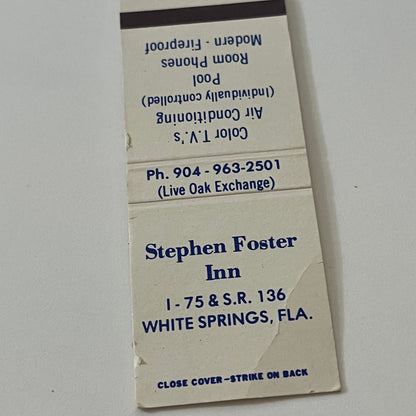 Stephen Foster
Inn
I-75 & S.R. 136
WHITE SPRINGS, FLA.
CLOSE COVER-STRIKE ON BACK
Ph. 904-963-2501
(Live Oak Exchange)
Color T.V.'s
Air Conditioning
(Individually controlled)
Pool
Room Phones
Modern - Fireproof